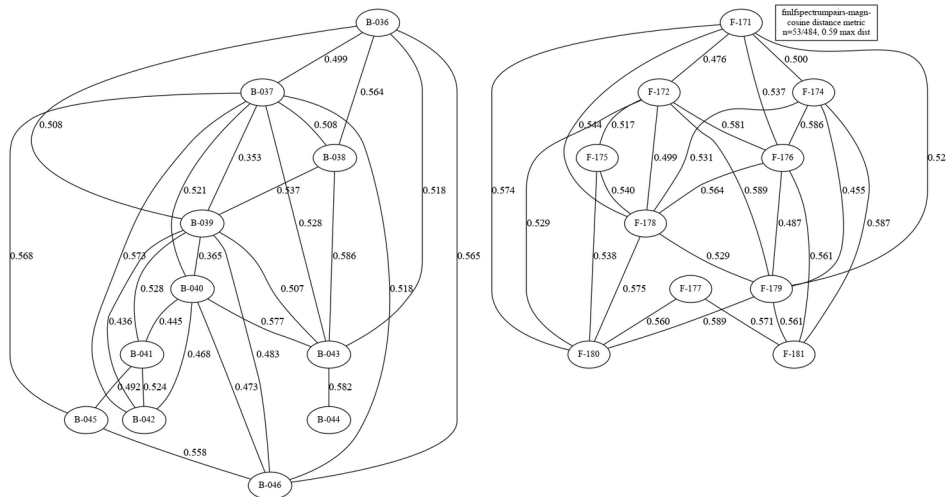 B-036
F-171
fmlfspectrumpairs-magn-
cosine distance metric
n=53/484, 0.59 max dist
0.499
0.476
0.500
B-037
0.564
F-172
0.537
F-174
0.508
0.508
0.544
0.517
0.581
0.586
B-038
0.353
F-175
0.499
0.531
F-176
0.52
0.521
0.537
0.518
0.574
0.540
0.564
0.589
0.455
B-039
0.528
0.529
F-178
0.487
0.587
0.568
0.573
0.365
0.586
0.565
0.538
0.529
0.561
0.528
B-040
0.507
0.518
0.575
F-177
F-179
0.436
0.445
0.577
0.560
0.589
0.571
0.561
B-041
0.468
0.483
B-043
F-180
F-181
0.492
0.524
0.473
0.582
B-045
B-042
B-044
0.558
B-046